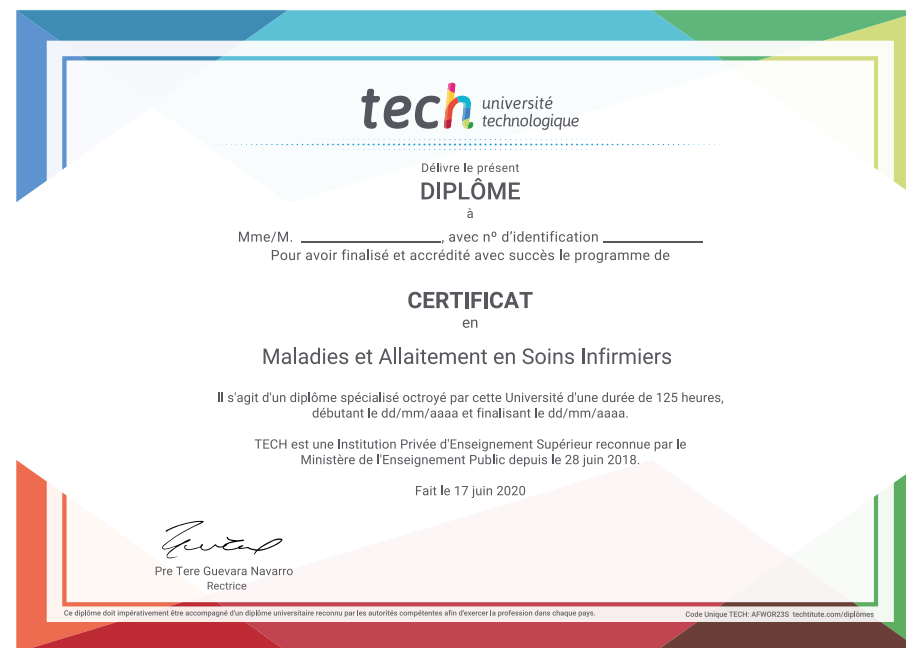 tech université
technologique
Délivre le présent
DIPLÔME
à
Mme/M. ____________________, avec nº d'identification ______________
Pour avoir finalisé et accrédité avec succès le programme de
CERTIFICAT
en
Maladies et Allaitement en Soins Infirmiers
Il s'agit d'un diplôme spécialisé octroyé par cette Université d'une durée de 125 heures,
débutant le dd/mm/aaaa et finalisant le dd/mm/aaaa.
TECH est une Institution Privée d'Enseignement Supérieur reconnue par le
Ministère de l'Enseignement Public depuis le 28 juin 2018.
Fait le 17 juin 2020
Pre Tere Guevara Navarro
Rectrice
Ce diplôme doit impérativement être accompagné d'un diplôme universitaire reconnu par les autorités compétentes afin d'exercer la profession dans chaque pays.
Code Unique TECH: AFWOR23S techtitute.com/diplômes